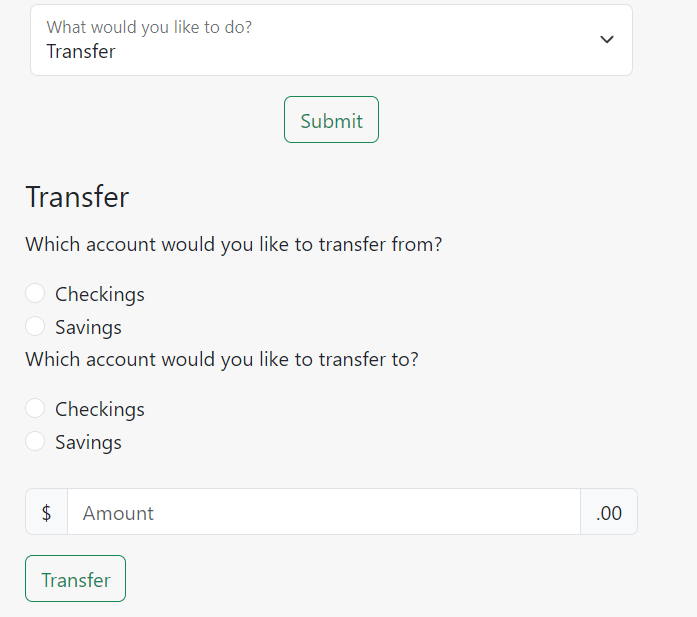 What would you like to do?
Transfer
Submit
Transfer
Which account would you like to transfer from?
Checkings
Savings
Which account would you like to transfer to?
Checkings
Savings
$ Amount .00
Transfer